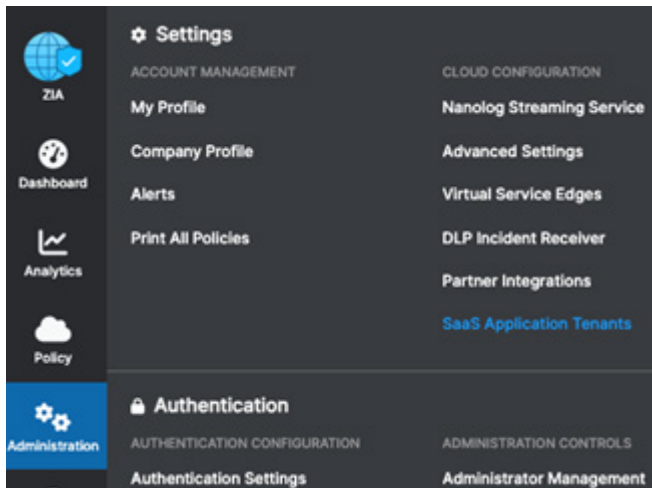 ZIA
Dashboard
Analytics
Policy
Administration
Settings
ACCOUNT MANAGEMENT
My Profile
Company Profile
Alerts
Print All Policies
CLOUD CONFIGURATION
Nanolog Streaming Service
Advanced Settings
Virtual Service Edges
DLP Incident Receiver
Partner Integrations
SaaS Application Tenants
Authentication
AUTHENTICATION CONFIGURATION
Authentication Settings
ADMINISTRATION CONTROLS
Administrator Management